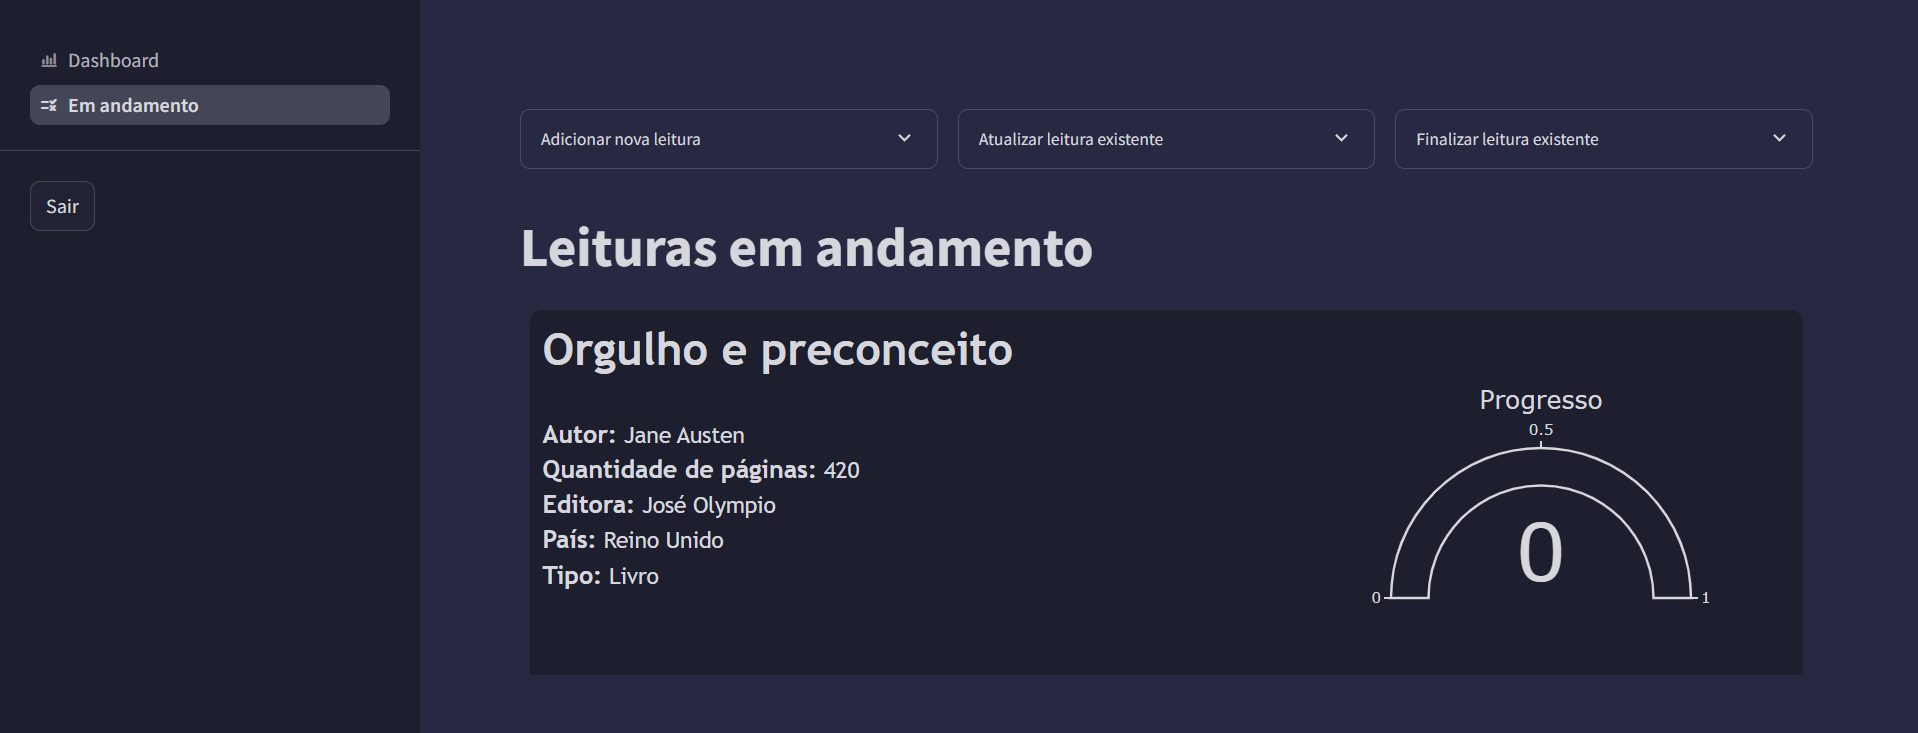 Dashboard
Em andamento
Sair
Adicionar nova leitura
Atualizar leitura existente
Finalizar leitura existente
Leituras em andamento
Orgulho e preconceito
Autor: Jane Austen
Quantidade de páginas: 420
Editora: José Olympio
País: Reino Unido
Tipo: Livro
Progresso
0.5
0
0
1